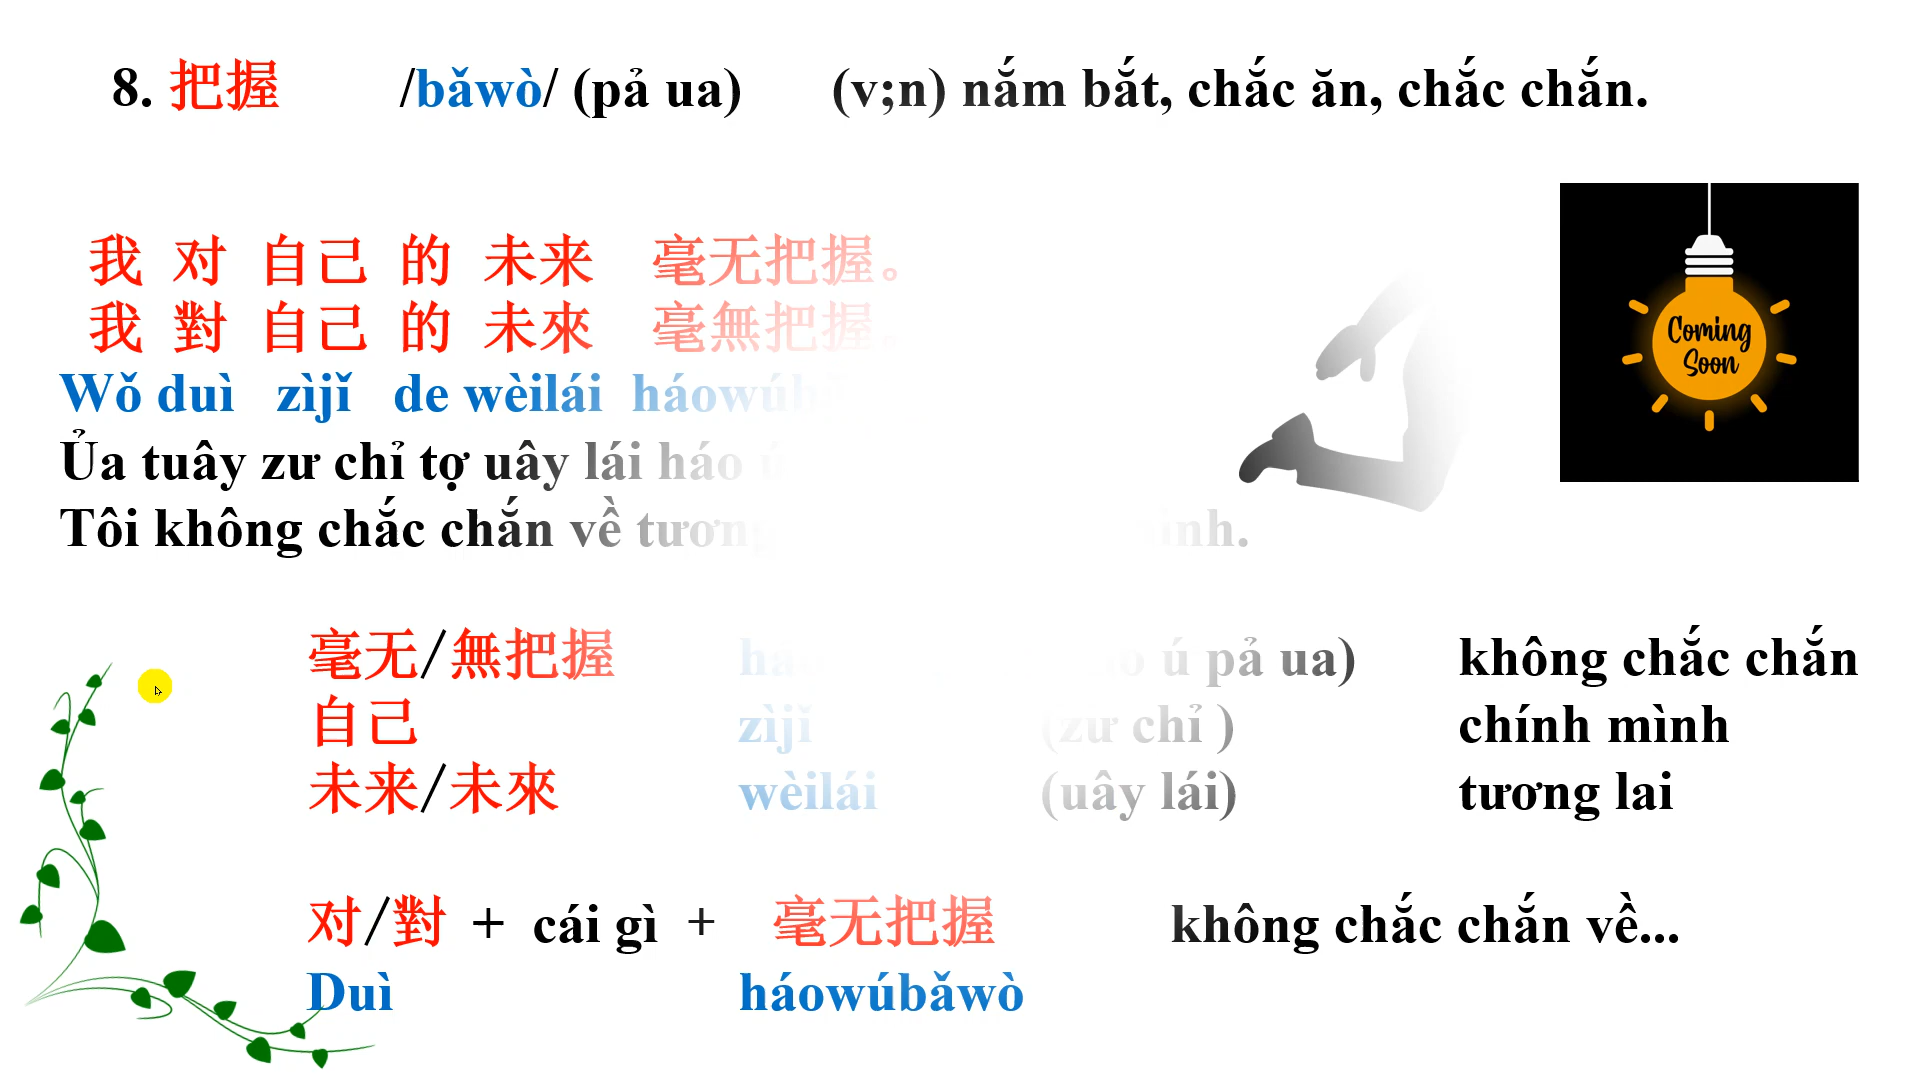 8. 把握 /bǎwò/ (pả ua) (v;n) nắm bắt, chắc ăn, chắc chắn.
我 对 自己 的 未来 毫无把握。
我 對 自己 的 未來 毫無把握。
Wǒ duì zìjǐ de wèilái háowúb
Ủa tuây zư chỉ tợ uây lái háo ú
Tôi không chắc chắn về tương mình.
Coming
Soon
毫无/無把握 há o ú pả ua) không chắc chắn
自己 zìjǐ (zư chỉ ) chính mình
未来/未來 wèilái (uây lái) tương lai
对/對 + cái gì + 毫无把握 không chắc chắn về...
Duì háowúbǎwò